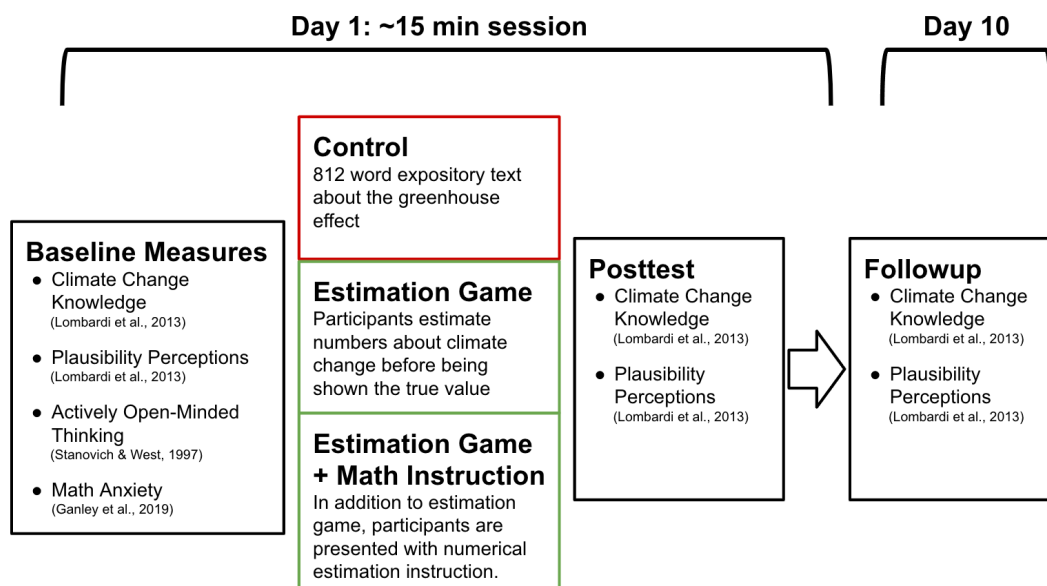 Day 1: ~15 min session
Day 10
Baseline Measures
● Climate Change
Knowledge
(Lombardi et al., 2013)
● Plausibility Perceptions
(Lombardi et al., 2013)
● Actively Open-Minded
Thinking
(Stanovich & West, 1997)
● Math Anxiety
(Ganley et al., 2019)
Control
812 word expository text
about the greenhouse
effect
Estimation Game
Participants estimate
numbers about climate
change before being
shown the true value
Estimation Game
+ Math Instruction
In addition to estimation
game, participants are
presented with numerical
estimation instruction.
Posttest
● Climate Change
Knowledge
(Lombardi et al., 2013)
● Plausibility
Perceptions
(Lombardi et al., 2013)
Followup
● Climate Change
Knowledge
(Lombardi et al., 2013)
● Plausibility
Perceptions
(Lombardi et al., 2013)